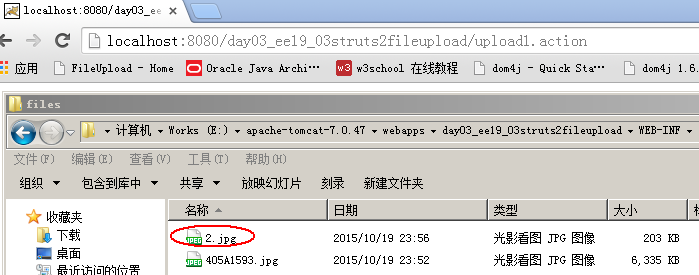 day03_ee
localhost:8080/day03_ee19_03struts2fileupload/upload1.action
应用 FileUpload - Home Oracle Java Archi… w3 w3school 在线教程 dom4j - Quick Sta… dom4j 1.6.
files
计算机 Works (E:) apache-tomcat-7.0.47 webapps day03_ee19_03struts2fileupload WEB-INF
文件(F) 编辑(E) 查看(V) 工具(T) 帮助(H)
组织 包含到库中 共享 放映幻灯片 刻录 新建文件夹
收藏夹 名称 日期 类型 大小
下载 JPEG 2.jpg 2015/10/19 23:56 光影看图 JPG 图像 203 KB
桌面 JPEG 405A1593.jpg 2015/10/19 23:52 光影看图 JPG 图像 6,335 KB
最近访问的位置